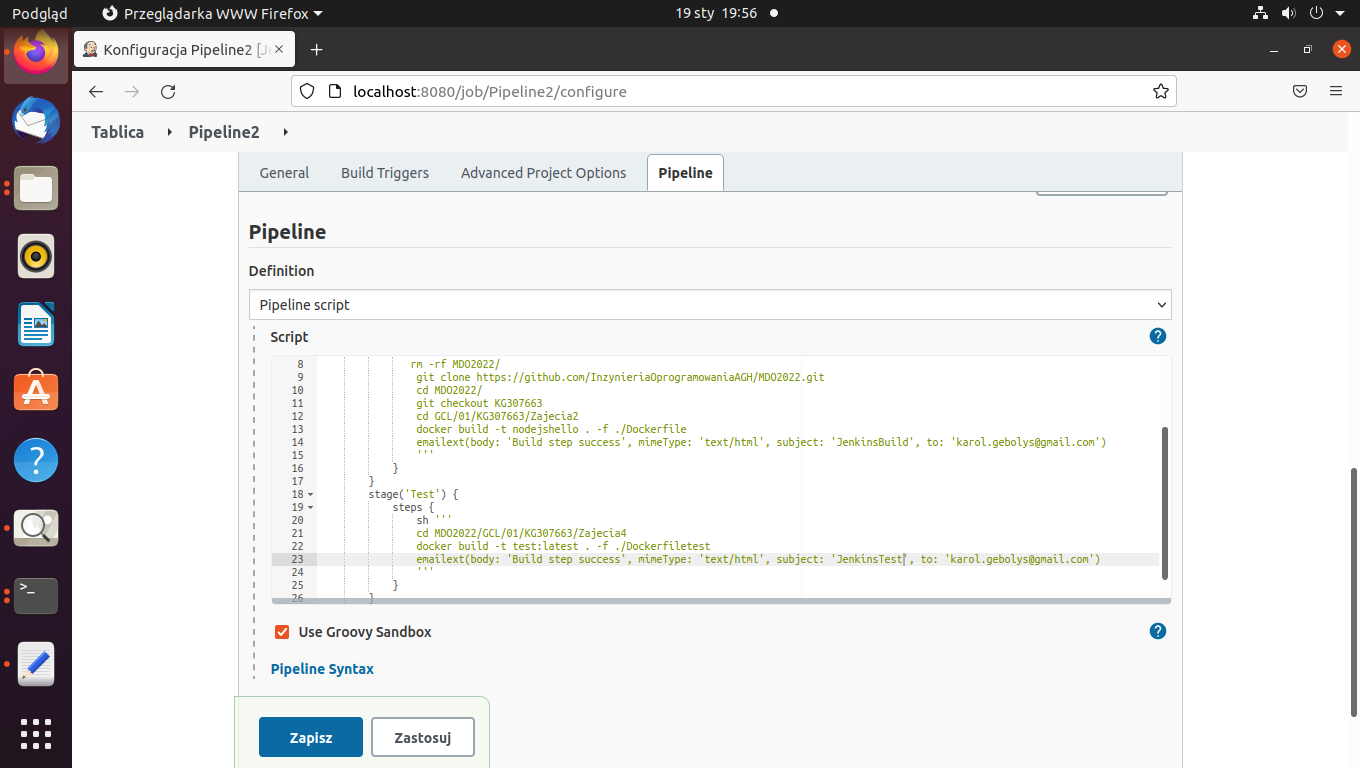 Podgląd
Przeglądarka WWW Firefox
19 sty 19:56
Konfiguracja Pipeline2 [Je
localhost:8080/job/Pipeline2/configure
Tablica
Pipeline2
General
Build Triggers
Advanced Project Options
Pipeline
Pipeline
Definition
Pipeline script
Script
8 rm -rf MDO2022/
9 git clone https://github.com/InzynieriaOprogramowaniaAGH/MDO2022.git
10 cd MDO2022/
11 git checkout KG307663
12 cd GCL/01/KG307663/Zajecia2
13 docker build -t nodejshello . -f ./Dockerfile
14 emailext(body: 'Build step success', mimeType: 'text/html', subject: 'JenkinsBuild', to: 'karol.gebolys@gmail.com')
15 '''
16 }
17 }
18 stage('Test') {
19 steps {
20 sh '''
21 cd MDO2022/GCL/01/KG307663/Zajecia4
22 docker build -t test:latest . -f ./Dockerfiletest
23 emailext(body: 'Build step success', mimeType: 'text/html', subject: 'JenkinsTest', to: 'karol.gebolys@gmail.com')
24 '''
25 }
26 }
Use Groovy Sandbox
Pipeline Syntax
Zapisz
Zastosuj